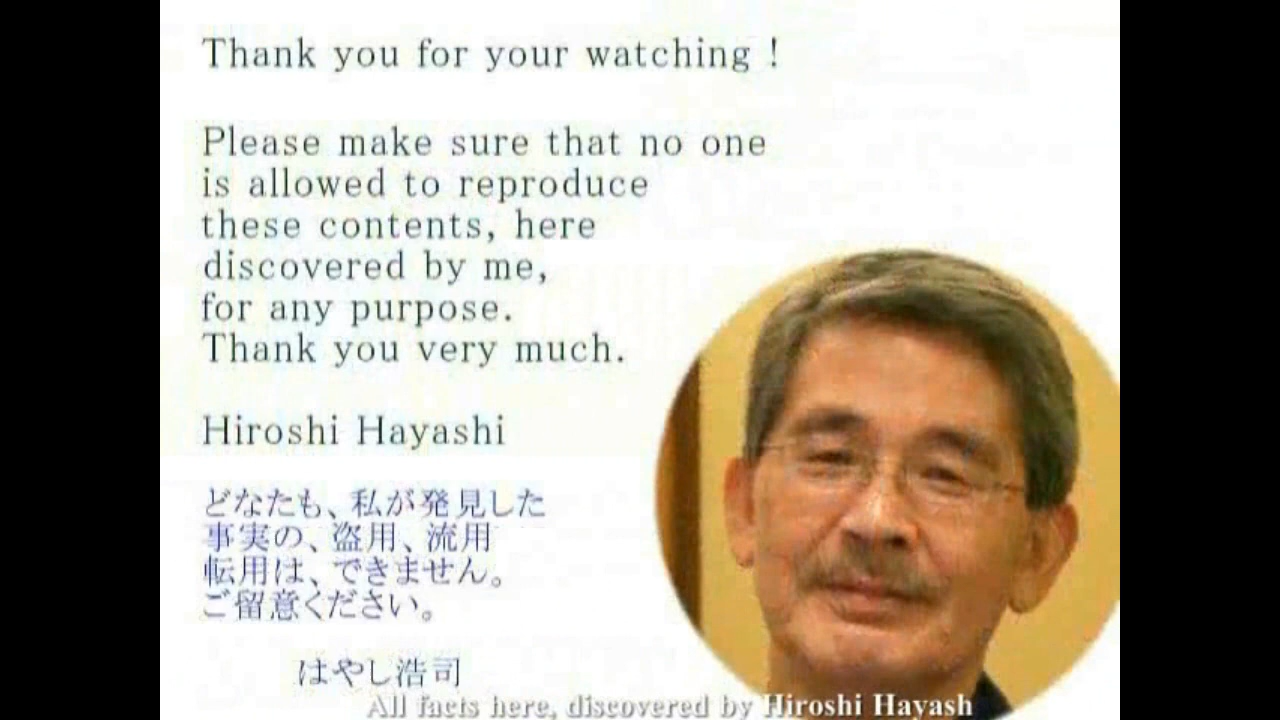 Thank you for your watching !
Please make sure that no one
is allowed to reproduce
these contents, here
discovered by me,
for any purpose.
Thank you very much.
Hiroshi Hayashi
どなたも、私が発見した
事実の、盗用、流用
転用は、できません。
ご留意ください。
はやし浩司
All facts here, discovered by Hiroshi Hayash